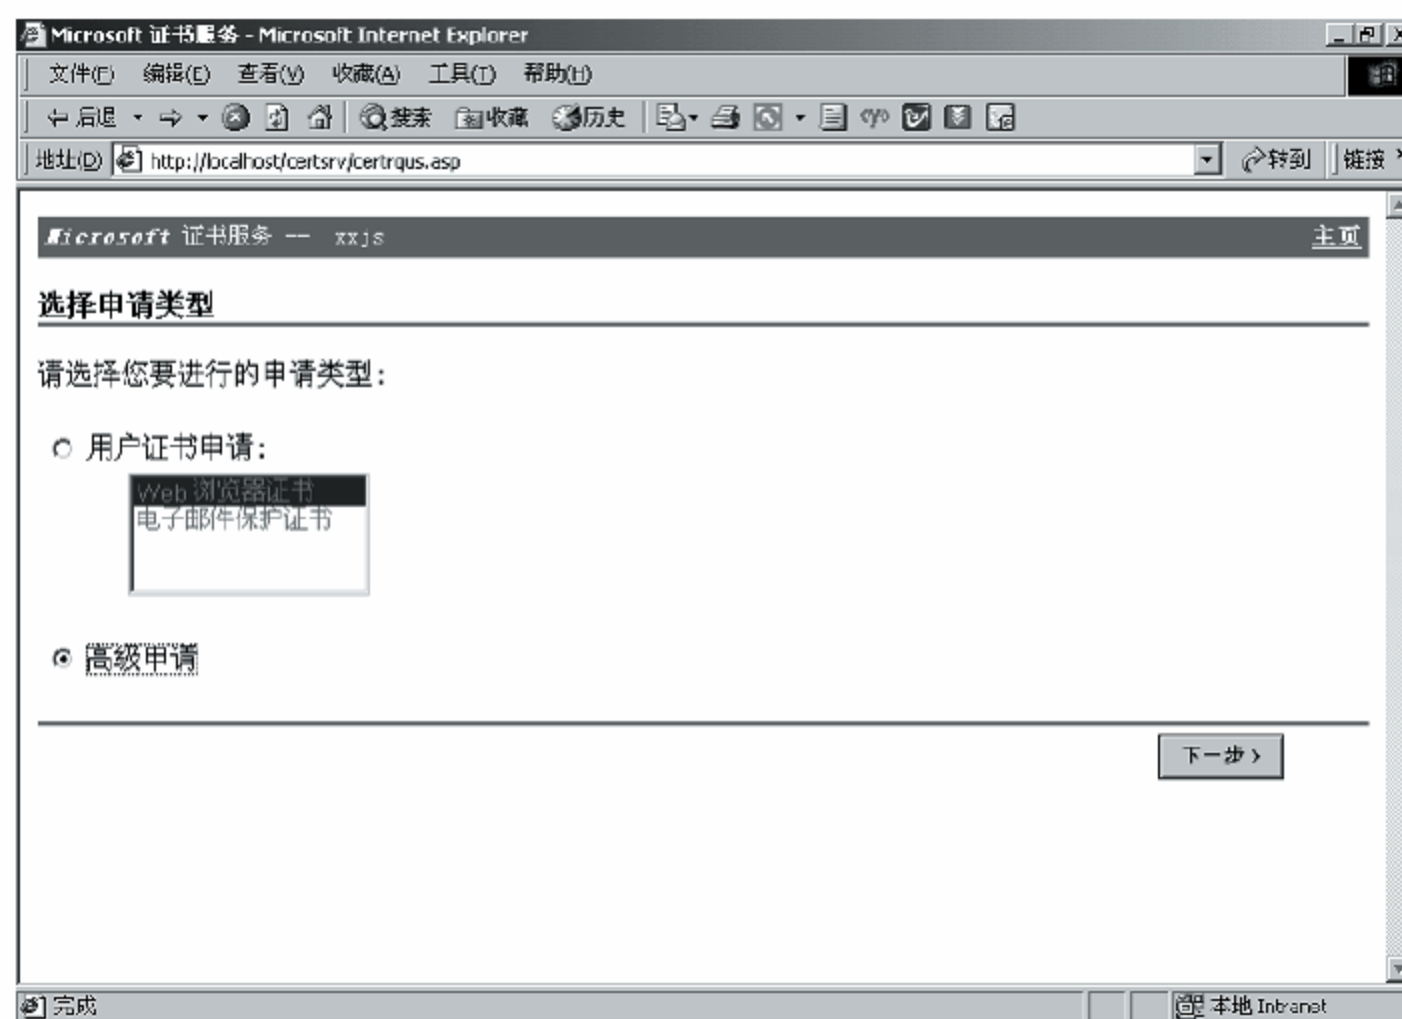 Microsoft 证书服务 - Microsoft Internet Explorer
文件(F) 编辑(E) 查看(V) 收藏(A) 工具(T) 帮助(H)
后退 搜索 收藏 历史
地址(D) http://localhost/certsrv/certrqus.asp 转到 链接 »
Microsoft 证书服务 -- xxjs 主页
选择申请类型
请选择您要进行的申请类型:
用户证书申请:
Web 浏览器证书
电子邮件保护证书
高级申请
下一步 >
完成 本地 Intranet